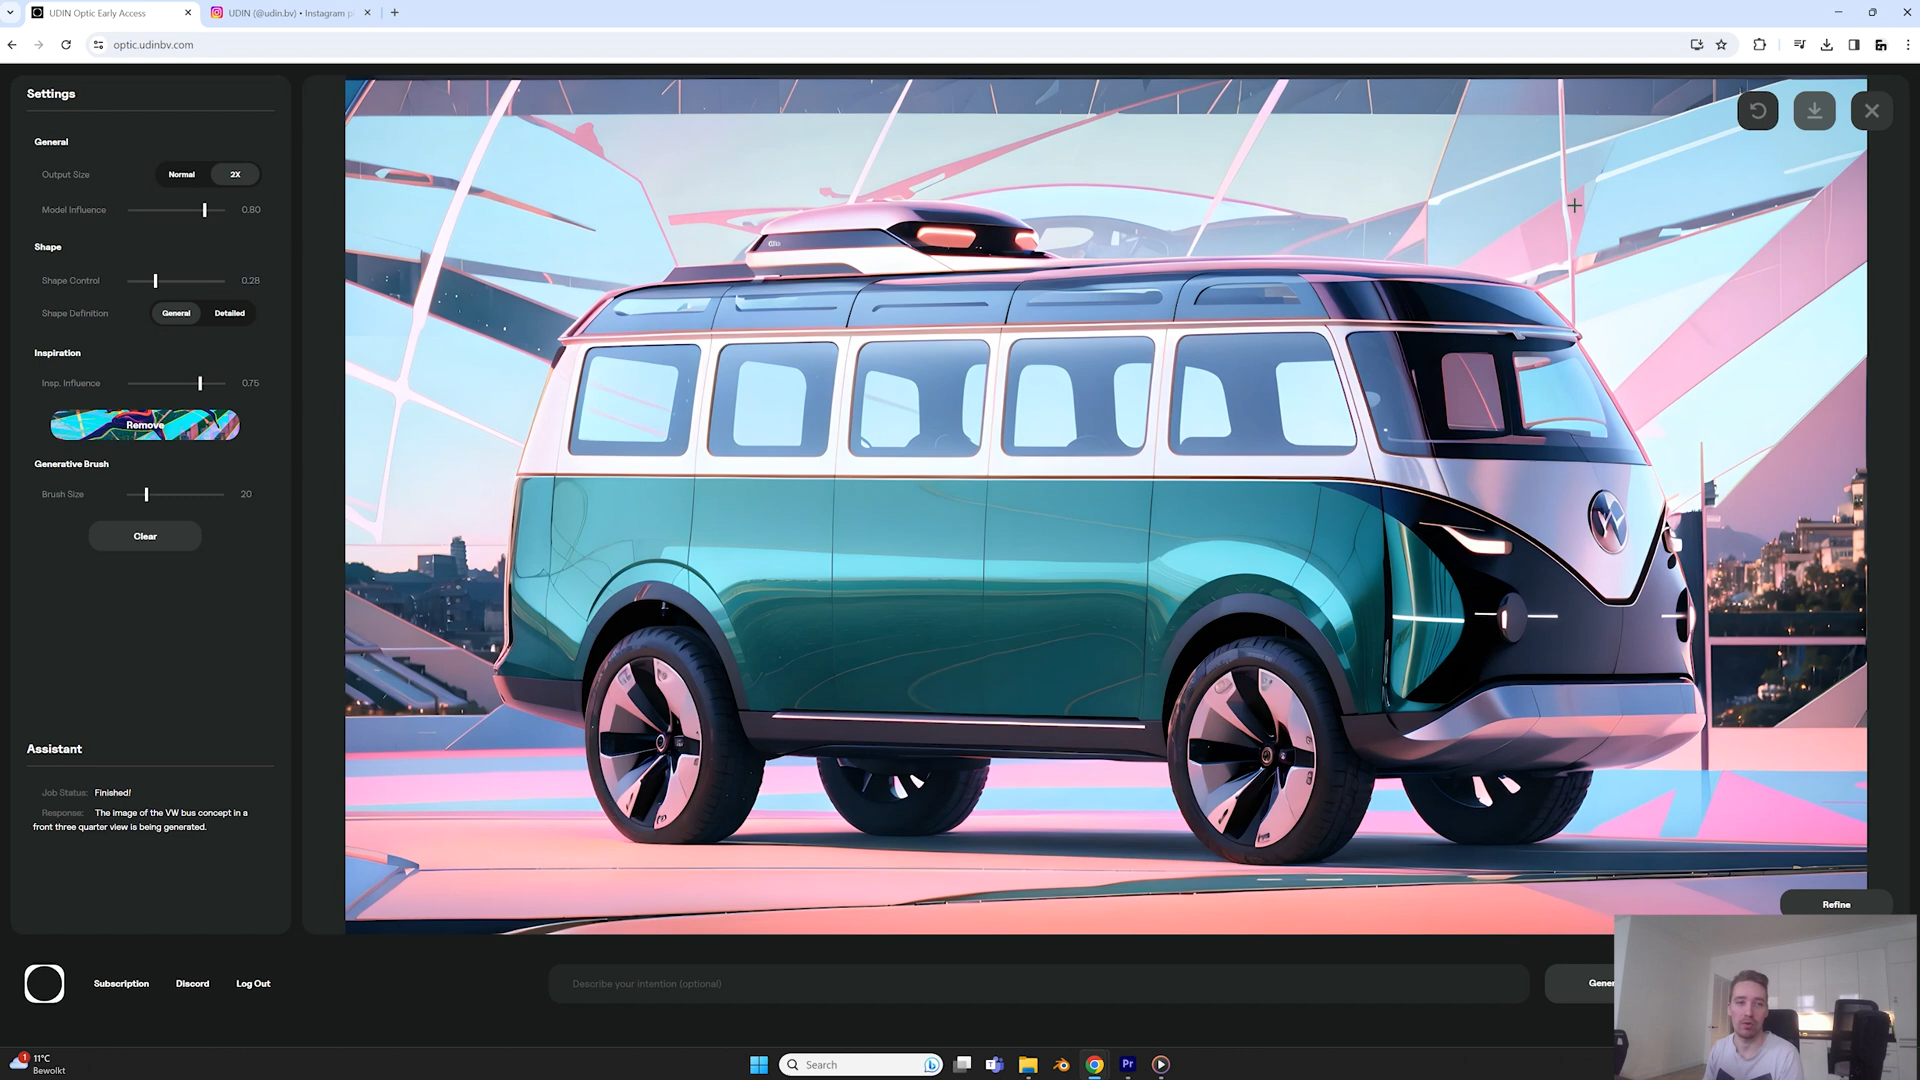 UDIN Optic Early Access
UDIN (@udin.bv) • Instagram p
optic.udinbv.com
Settings
General
Output Size
Normal
2X
Model Influence
0.80
Shape
Shape Control
0.28
Shape Definition
General
Detailed
Inspiration
Insp. Influence
0.75
Remove
Generative Brush
Brush Size
20
Clear
Assistant
Job Status: Finished!
Response: The image of the VW bus concept in a
front three quarter view is being generated.
Refine
Subscription
Discord
Log Out
Describe your intention (optional)
Gener
1
11°C
Bewolkt
Search
Pr